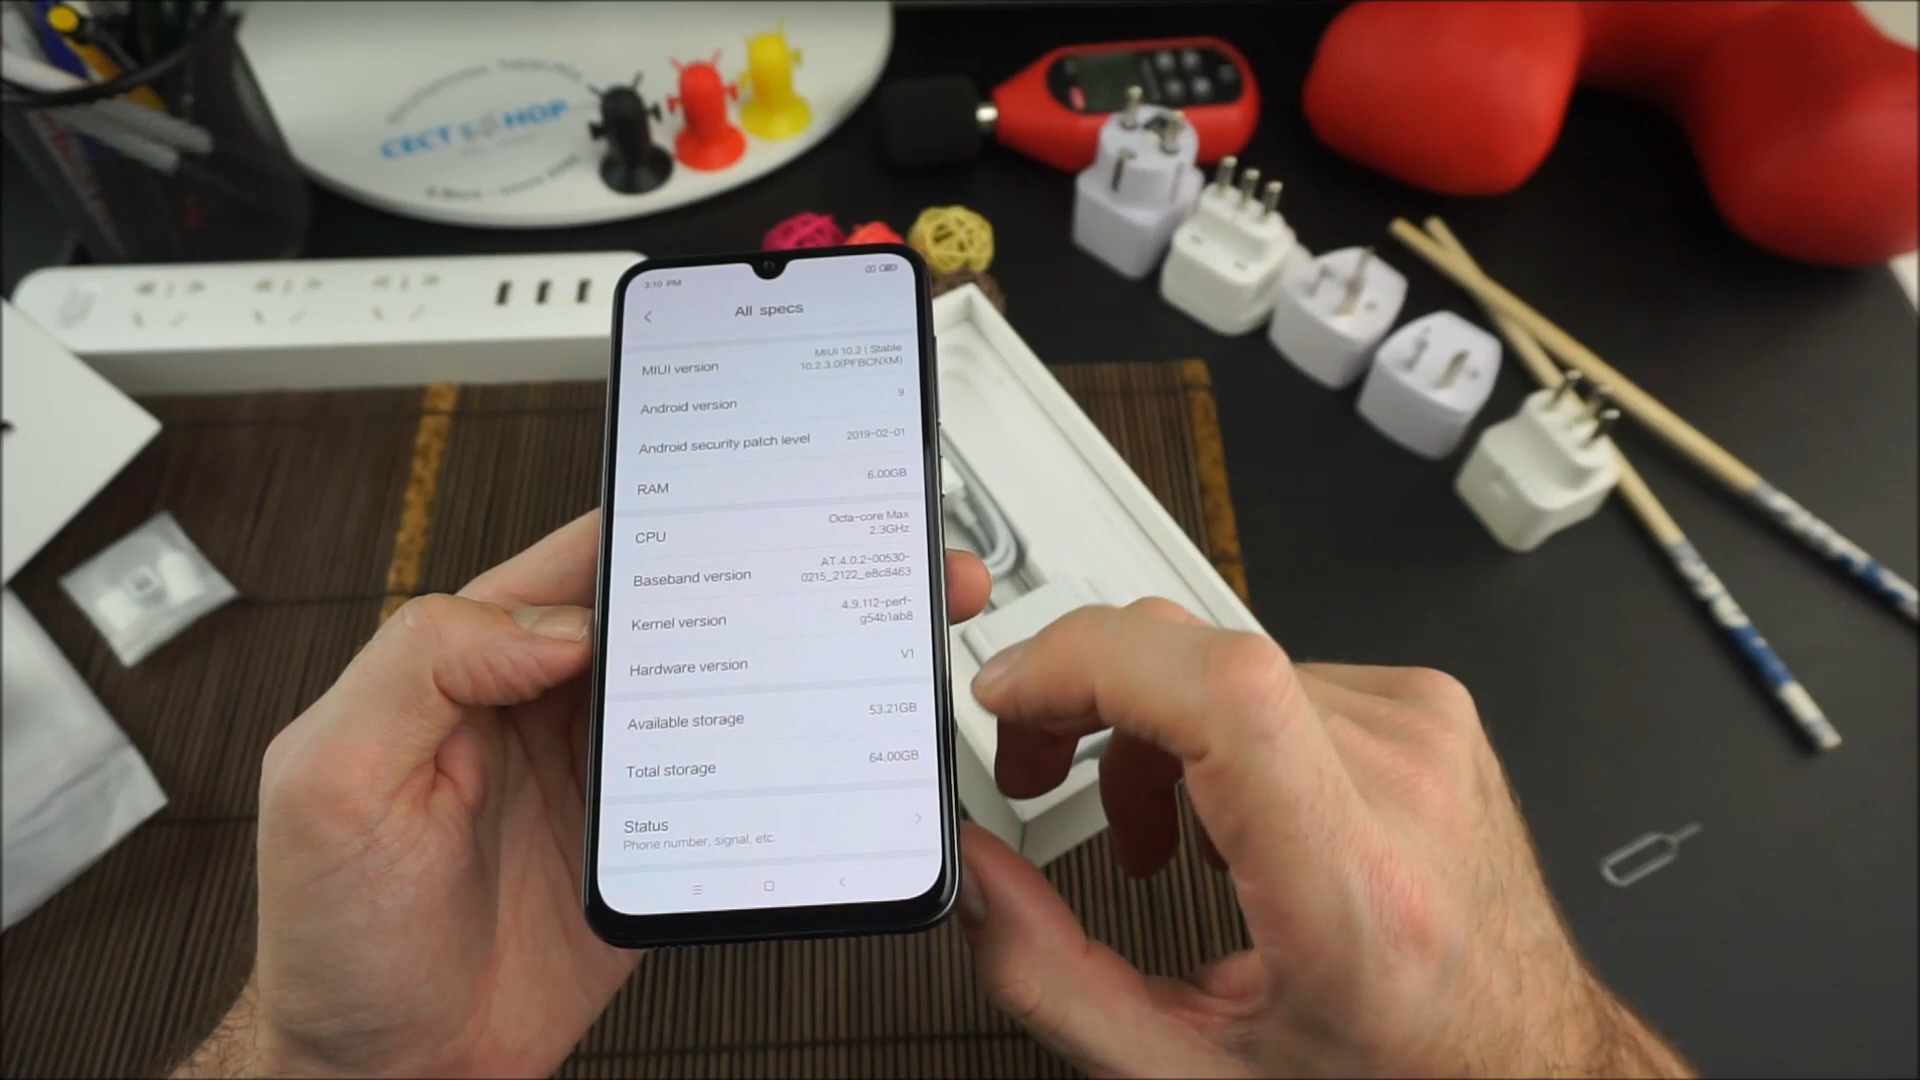 CECT SHOP
3:10 PM
All specs
MIUI version
MIUI 10.2 | Stable
10.2.3.0(PFBCNXM)
Android version
9
Android security patch level
2019-02-01
RAM
6.00GB
CPU
Octa-core Max
2.3GHz
Baseband version
AT.4.0.2-00530-
0215_2122_e8c8463
Kernel version
4.9.112-perf-
g54b1ab8
Hardware version
V1
Available storage
53.21GB
Total storage
64.00GB
Status
Phone number, signal, etc.